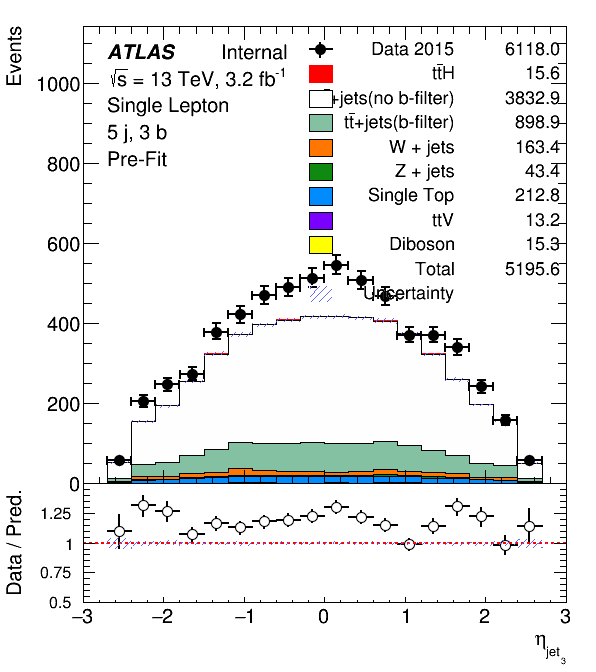 Events
ATLAS Internal
√s = 13 TeV, 3.2 fb⁻¹
Single Lepton
5 j, 3 b
Pre-Fit
Data 2015 6118.0
tt̄H 15.6
+jets(no b-filter) 3832.9
tt̄+jets(b-filter) 898.9
W + jets 163.4
Z + jets 43.4
Single Top 212.8
ttV 13.2
Diboson 15.3
Total 5195.6
Uncertainty
1000
800
600
400
200
0
Data / Pred.
1.25
1
0.75
0.5
−3 −2 −1 0 1 2 3
η jet 3